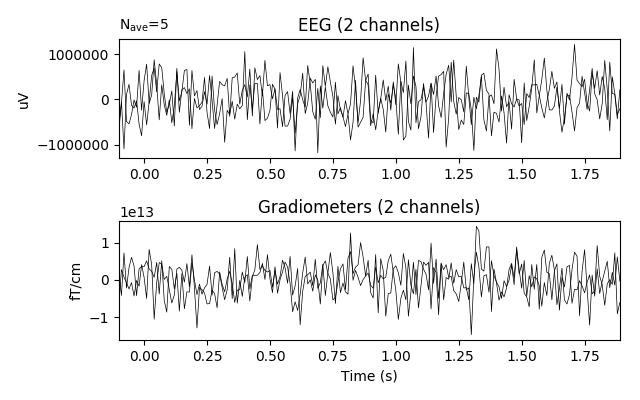 N_ave=5
EEG (2 channels)
1000000
0
−1000000
uV
0.00 0.25 0.50 0.75 1.00 1.25 1.50 1.75
1e13
Gradiometers (2 channels)
1
0
−1
fT/cm
0.00 0.25 0.50 0.75 1.00 1.25 1.50 1.75
Time (s)